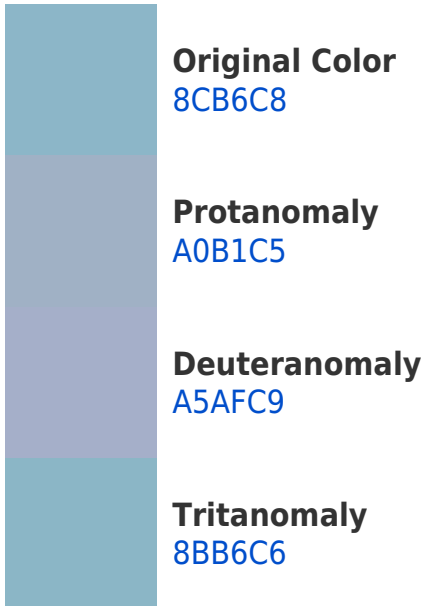 Original Color
8CB6C8
Protanomaly
A0B1C5
Deuteranomaly
A5AFC9
Tritanomaly
8BB6C6